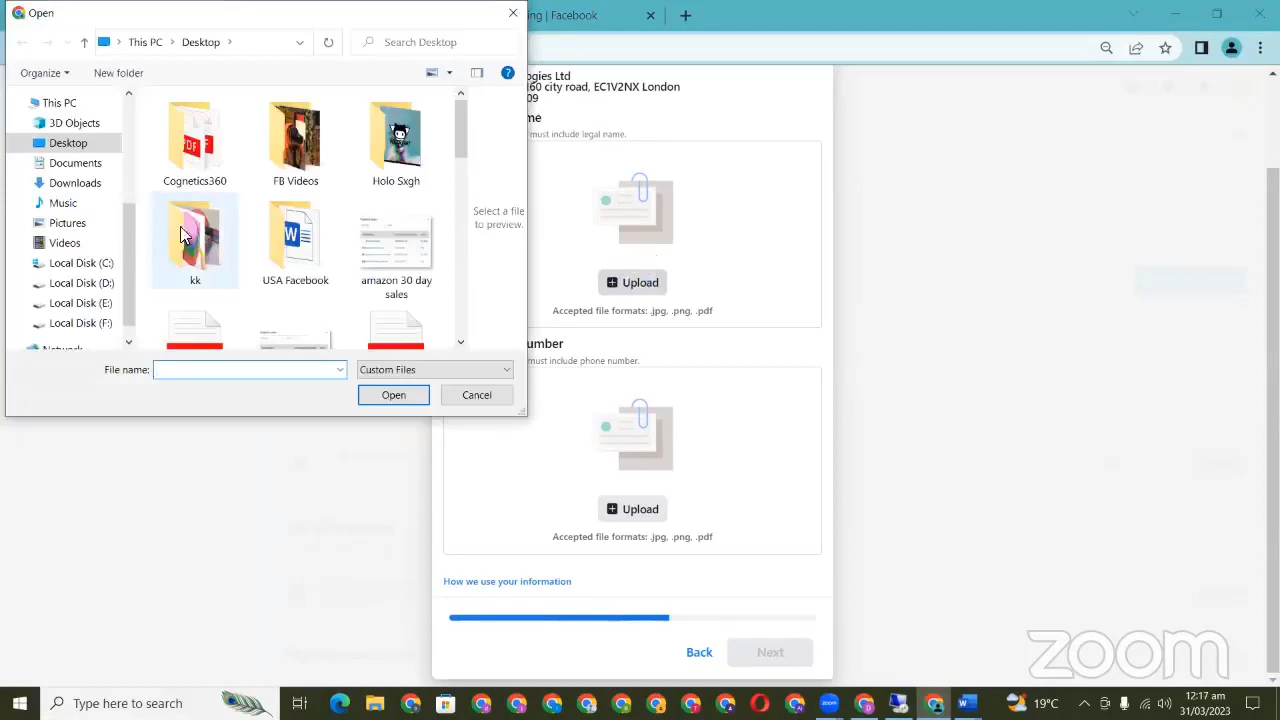 Open
ing | Facebook
This PC
Desktop
Search Desktop
Organize
New folder
?
This PC
3D Objects
Desktop
Documents
Downloads
Music
Pictures
Videos
Local Disk (C:)
Local Disk (D:)
Local Disk (E:)
Local Disk (F:)
Network
PDF
Cognetics360
FB Videos
Holo Sxgh
kk
W
USA Facebook
amazon 30 day
sales
Select a file
to preview.
File name:
Custom Files
Open
Cancel
ogies Ltd
60 city road, EC1V2NX London
09
me
must include legal name.
Upload
Accepted file formats: .jpg, .png, .pdf
umber
must include phone number.
Upload
Accepted file formats: .jpg, .png, .pdf
How we use your information
Back
Next
zoom
Type here to search
zoom
19°C
12:17 am
31/03/2023